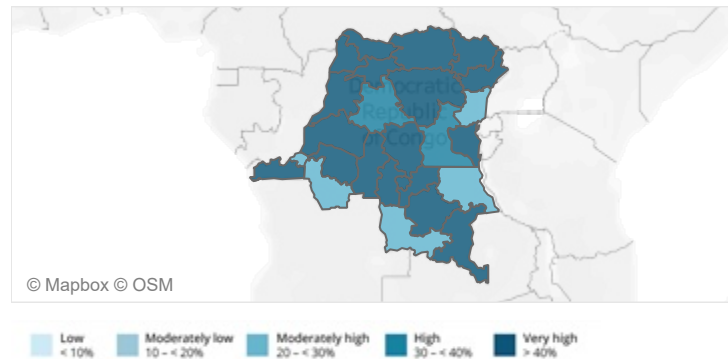 Democratic
Republic
of Congo
© Mapbox © OSM
Low
< 10%
Moderately low
10 – < 20%
Moderately high
20 – < 30%
High
30 – < 40%
Very high
> 40%